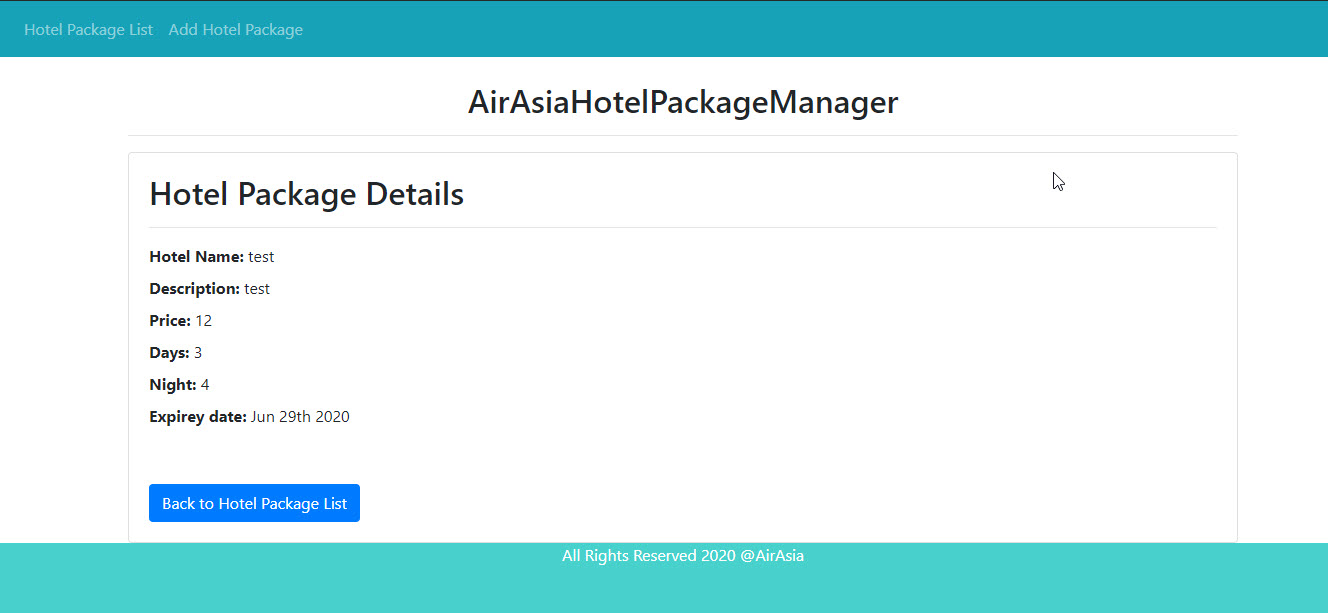 Hotel Package List Add Hotel Package
AirAsiaHotelPackageManager
Hotel Package Details
Hotel Name: test
Description: test
Price: 12
Days: 3
Night: 4
Expirey date: Jun 29th 2020
Back to Hotel Package List
All Rights Reserved 2020 @AirAsia